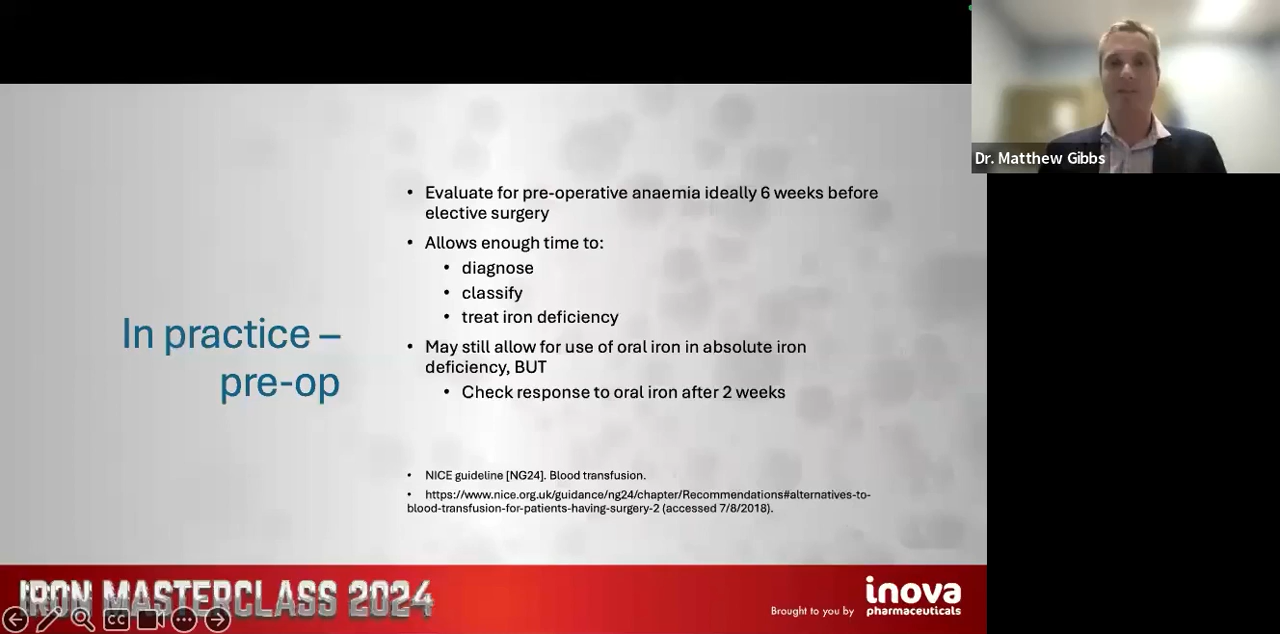 Dr. Matthew Gibbs
In practice –
pre-op
• Evaluate for pre-operative anaemia ideally 6 weeks before
elective surgery
• Allows enough time to:
• diagnose
• classify
• treat iron deficiency
• May still allow for use of oral iron in absolute iron
deficiency, BUT
• Check response to oral iron after 2 weeks
• NICE guideline [NG24]. Blood transfusion.
• https://www.nice.org.uk/guidance/ng24/chapter/Recommendations#alternatives-to-
blood-transfusion-for-patients-having-surgery-2 (accessed 7/8/2018).
IRON MASTERCLASS 2024
CC
Brought to you by
inova
pharmaceuticals